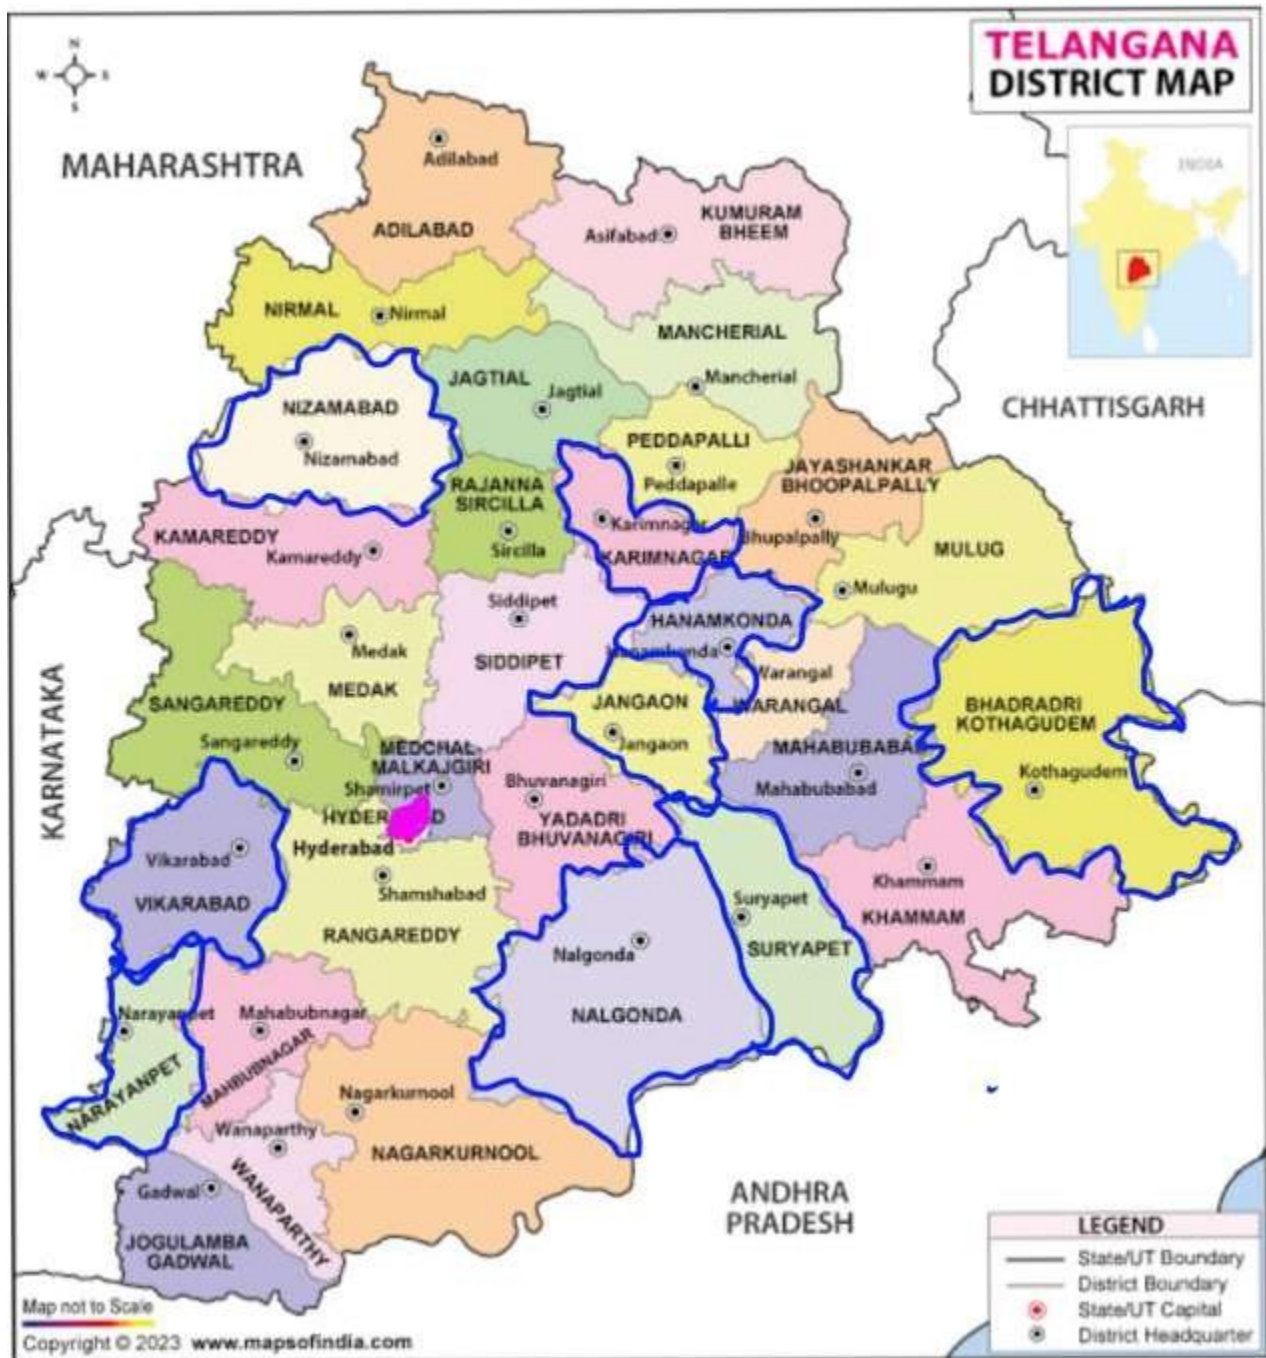 TELANGANA
DISTRICT MAP
N
W
S
INDIA
MAHARASHTRA
Adilabad
ADILABAD
KUMURAM
BHEEM
Asifabad
NIRMAL
Nirmal
MANCHERIAL
Mancherial
JAGTIAL
Jagtial
CHHATTISGARH
NIZAMABAD
Nizamabad
PEDDAPALLI
Peddapalle
JAYASHANKAR
BHOOPALPALLY
Bhupalpally
RAJANNA
SIRCILLA
Sircilla
Karimnagar
KARIMNAGAR
KAMAREDDY
Kamareddy
MULUG
Mulugu
Siddipet
SIDDIPET
HANAMKONDA
Hanamkonda
Medak
MEDAK
Warangal
WARANGAL
KARNATAKA
SANGAREDDY
Sangareddy
JANGAON
Jangaon
BHADRADRI
KOTHAGUDEM
Kothagudem
MAHABUBABA
Mahabubabad
MEDCHAL-
MALKAJGIRI
Shamirpet
Bhuvanagiri
YADADRI
BHUVANAGIRI
HYDER D
Hyderabad
Vikarabad
VIKARABAD
Shamshabad
RANGAREDDY
Khammam
KHAMMAM
Suryapet
SURYAPET
Nalgonda
NALGONDA
Narayanpet
NARAYANPET
Mahabubnagar
MAHBUBNAGAR
Nagarkurnool
NAGARKURNOOL
Wanaparthy
WANAPARTHY
Gadwal
JOGULAMBA
GADWAL
ANDHRA
PRADESH
LEGEND
State/UT Boundary
District Boundary
State/UT Capital
District Headquarter
Map not to Scale
Copyright © 2023 www.mapsofindia.com